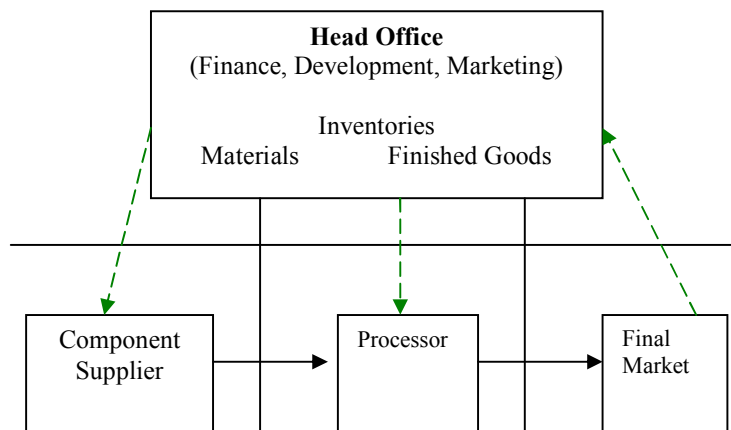 Head Office
(Finance, Development, Marketing)
Inventories
Materials Finished Goods
Component
Supplier
Processor
Final
Market